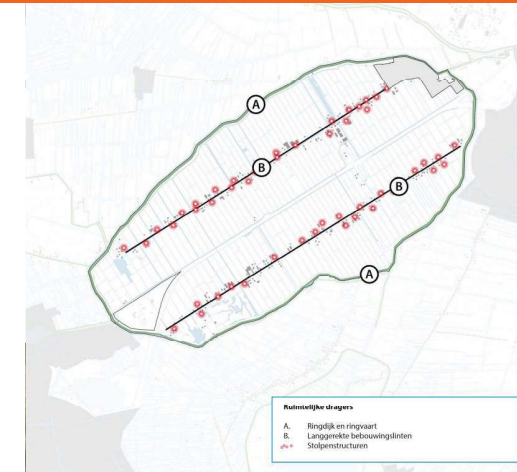 A
B
B
A
Ruimtelijke dragers
A. Ringdijk en ringvaart
B. Langgerekte bebouwingslinten
Stolpenstructuren